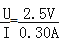 U = 2.5V
I 0.30A